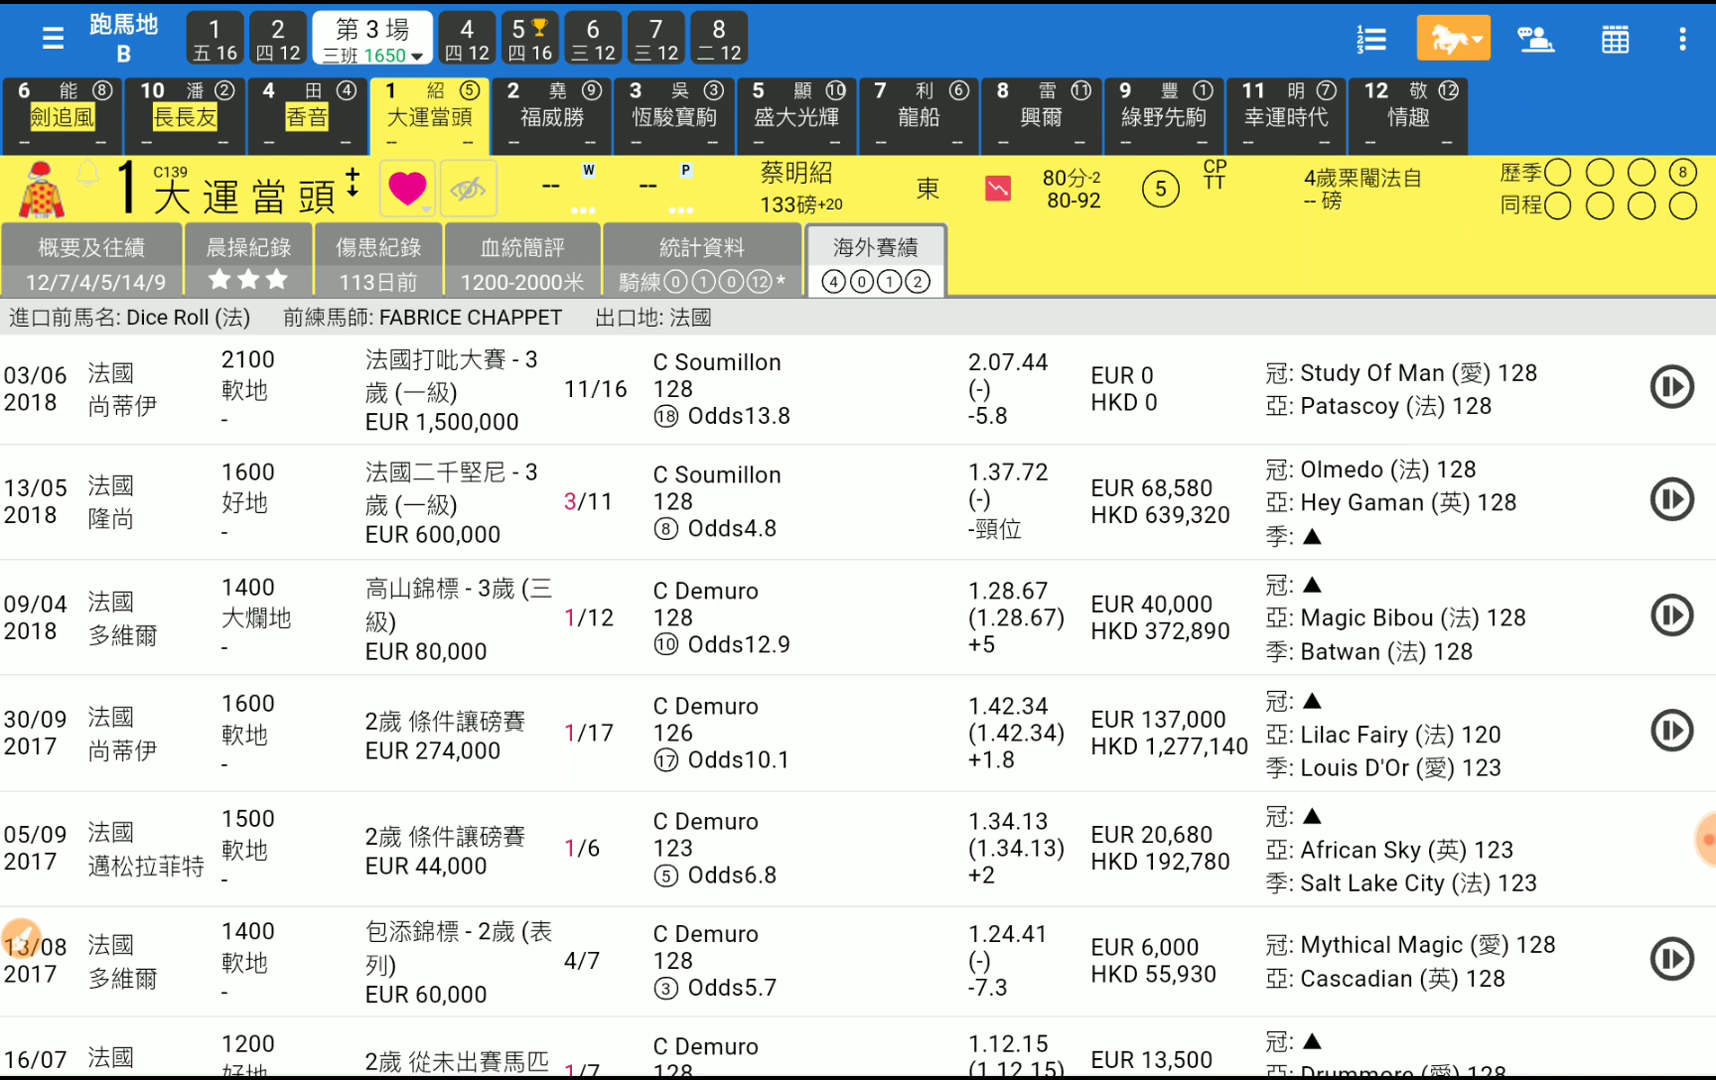 跑馬地
B
1
五 16
2
四 12
第 3 場
三班 1650
4
四 12
5
四 16
6
三 12
7
三 12
8
二 12
6 能 ⑧
劍追風
-- --
10 潘 ②
長長友
-- --
4 田 ④
香音
-- --
1 紹 ⑤
大運當頭
-- --
2 堯 ⑨
福威勝
-- --
3 吳 ③
恆駿寶駒
-- --
5 顯 ⑩
盛大光輝
-- --
7 利 ⑥
龍船
-- --
8 雷 ⑪
興爾
-- --
9 豐 ①
綠野先駒
-- --
11 明 ⑦
幸運時代
-- --
12 敬 ⑫
情趣
-- --
1
C139
大運當頭
-- W
-- P
蔡明紹
133磅+20
東
80分-2
80-92
⑤
CP
TT
4歲栗閹法自
-- 磅
歷季 ⑧
同程
概要及往績
12/7/4/5/14/9
晨操紀錄
★★★
傷患紀錄
113日前
血統簡評
1200-2000米
統計資料
騎練⓪①⓪⑫*
海外賽績
④⓪①②
進口前馬名: Dice Roll (法) 前練馬師: FABRICE CHAPPET 出口地: 法國
03/06
2018
法國
尚蒂伊
2100
軟地
-
法國打吡大賽 - 3
歲 (一級)
EUR 1,500,000
11/16
C Soumillon
128
⑱ Odds13.8
2.07.44
(-)
-5.8
EUR 0
HKD 0
冠: Study Of Man (愛) 128
亞: Patascoy (法) 128
13/05
2018
法國
隆尚
1600
好地
-
法國二千堅尼 - 3
歲 (一級)
EUR 600,000
3/11
C Soumillon
128
⑧ Odds4.8
1.37.72
(-)
-頸位
EUR 68,580
HKD 639,320
冠: Olmedo (法) 128
亞: Hey Gaman (英) 128
季: ▲
09/04
2018
法國
多維爾
1400
大爛地
-
高山錦標 - 3歲 (三
級)
EUR 80,000
1/12
C Demuro
128
⑩ Odds12.9
1.28.67
(1.28.67)
+5
EUR 40,000
HKD 372,890
冠: ▲
亞: Magic Bibou (法) 128
季: Batwan (法) 128
30/09
2017
法國
尚蒂伊
1600
軟地
-
2歲 條件讓磅賽
EUR 274,000
1/17
C Demuro
126
⑰ Odds10.1
1.42.34
(1.42.34)
+1.8
EUR 137,000
HKD 1,277,140
冠: ▲
亞: Lilac Fairy (法) 120
季: Louis D'Or (愛) 123
05/09
2017
法國
邁松拉菲特
1500
軟地
-
2歲 條件讓磅賽
EUR 44,000
1/6
C Demuro
123
⑤ Odds6.8
1.34.13
(1.34.13)
+2
EUR 20,680
HKD 192,780
冠: ▲
亞: African Sky (英) 123
季: Salt Lake City (法) 123
13/08
2017
法國
多維爾
1400
軟地
-
包添錦標 - 2歲 (表
列)
EUR 60,000
4/7
C Demuro
128
③ Odds5.7
1.24.41
(-)
-7.3
EUR 6,000
HKD 55,930
冠: Mythical Magic (愛) 128
亞: Cascadian (英) 128
16/07
法國
1200
好地
2歲 從未出賽馬匹
1/7
C Demuro
128
1.12.15
(1.12.15)
EUR 13,500
冠: ▲
亞: Drummore (愛) 128